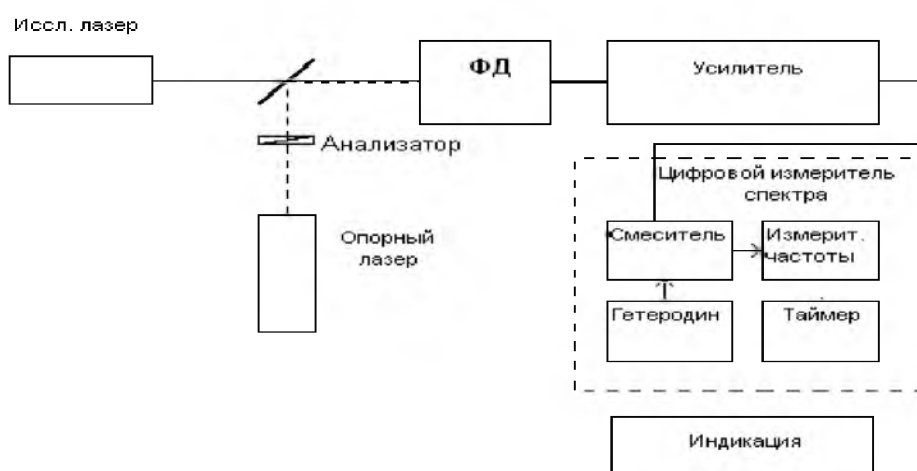 Иссл. лазер
ФД
Усилитель
Анализатор
Опорный
лазер
Цифровой измеритель
спектра
Смеситель
Измерит.
частоты
Гетеродин
Таймер
Индикация